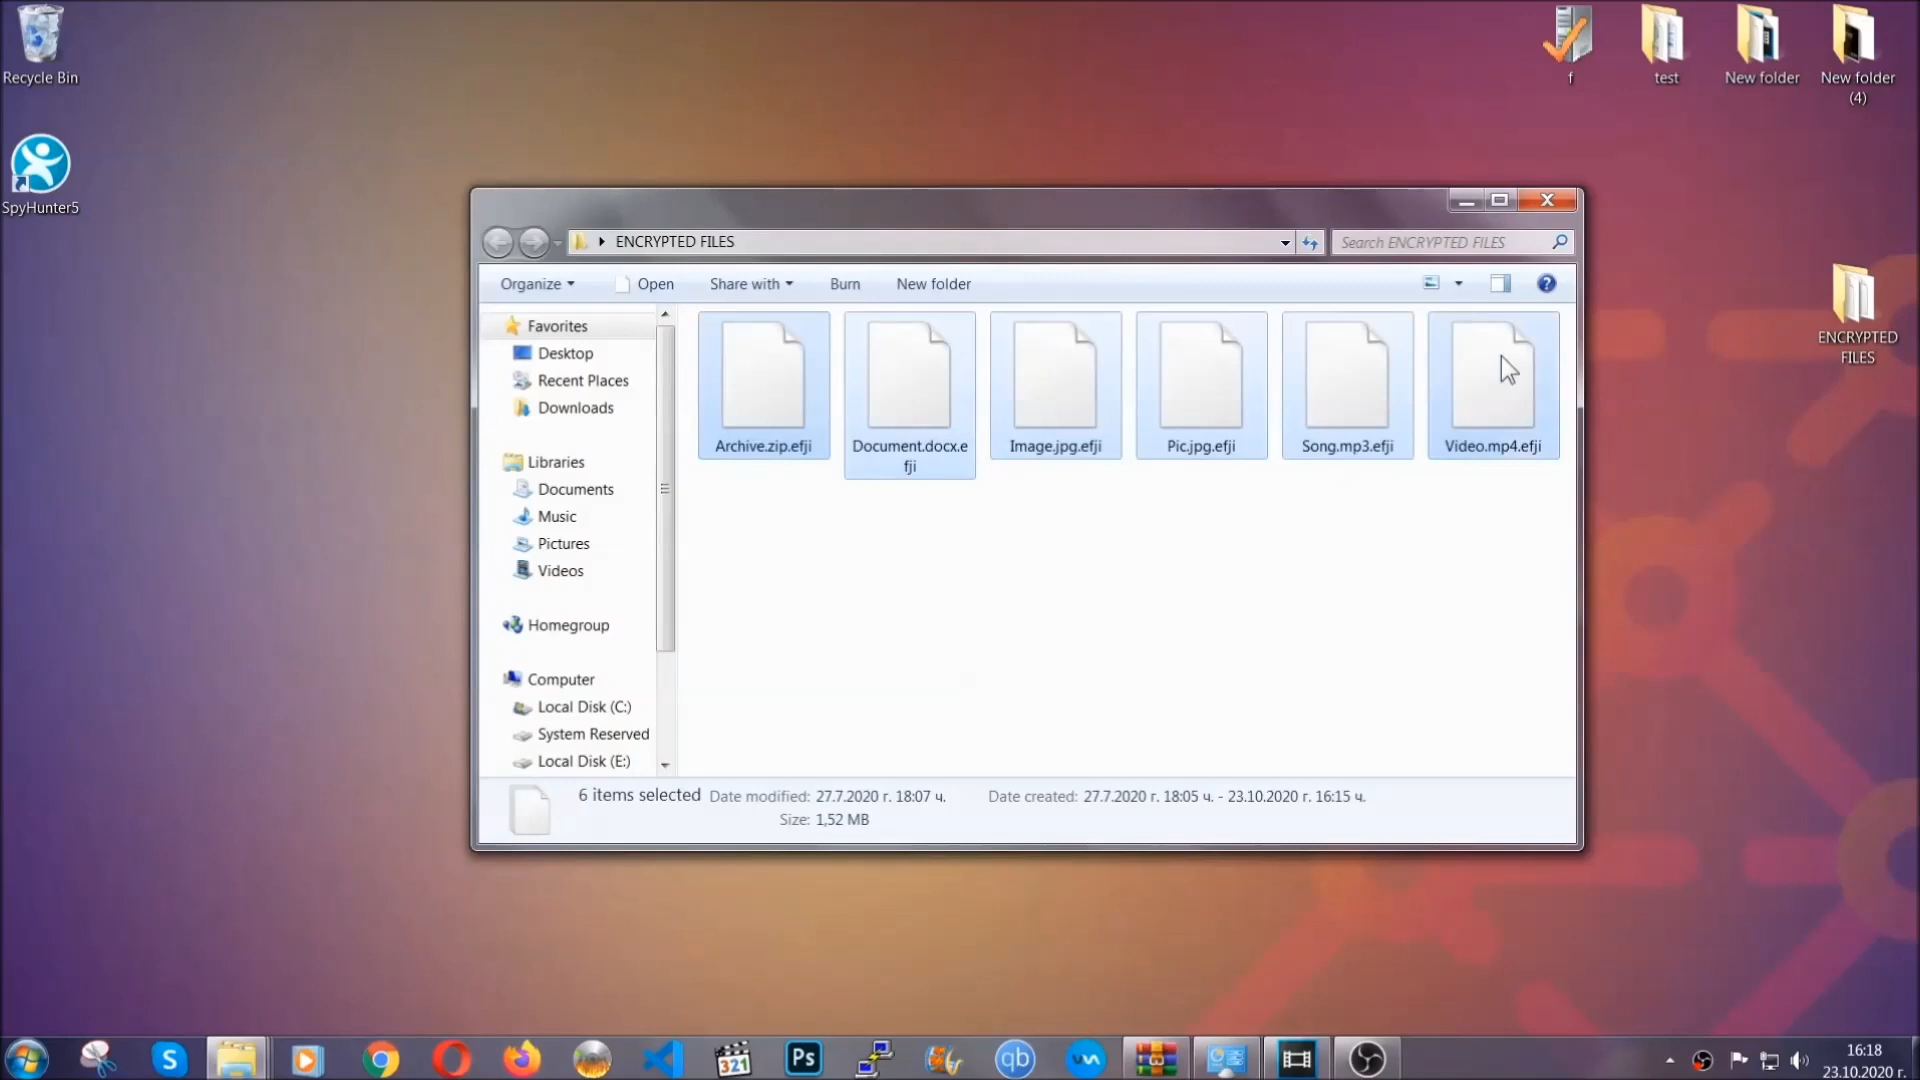 Recycle Bin
SpyHunter5
f
test
New folder
New folder
(4)
ENCRYPTED
FILES
ENCRYPTED FILES
Search ENCRYPTED FILES
Organize
Open
Share with
Burn
New folder
Favorites
Desktop
Recent Places
Downloads
Libraries
Documents
Music
Pictures
Videos
Homegroup
Computer
Local Disk (C:)
System Reserved
Local Disk (E:)
Archive.zip.efji
Document.docx.e
fji
Image.jpg.efji
Pic.jpg.efji
Song.mp3.efji
Video.mp4.efji
6 items selected Date modified: 27.7.2020 г. 18:07 ч. Date created: 27.7.2020 г. 18:05 ч. - 23.10.2020 г. 16:15 ч.
Size: 1,52 MB
S
321
Ps
qb
16:18
23.10.2020 г.